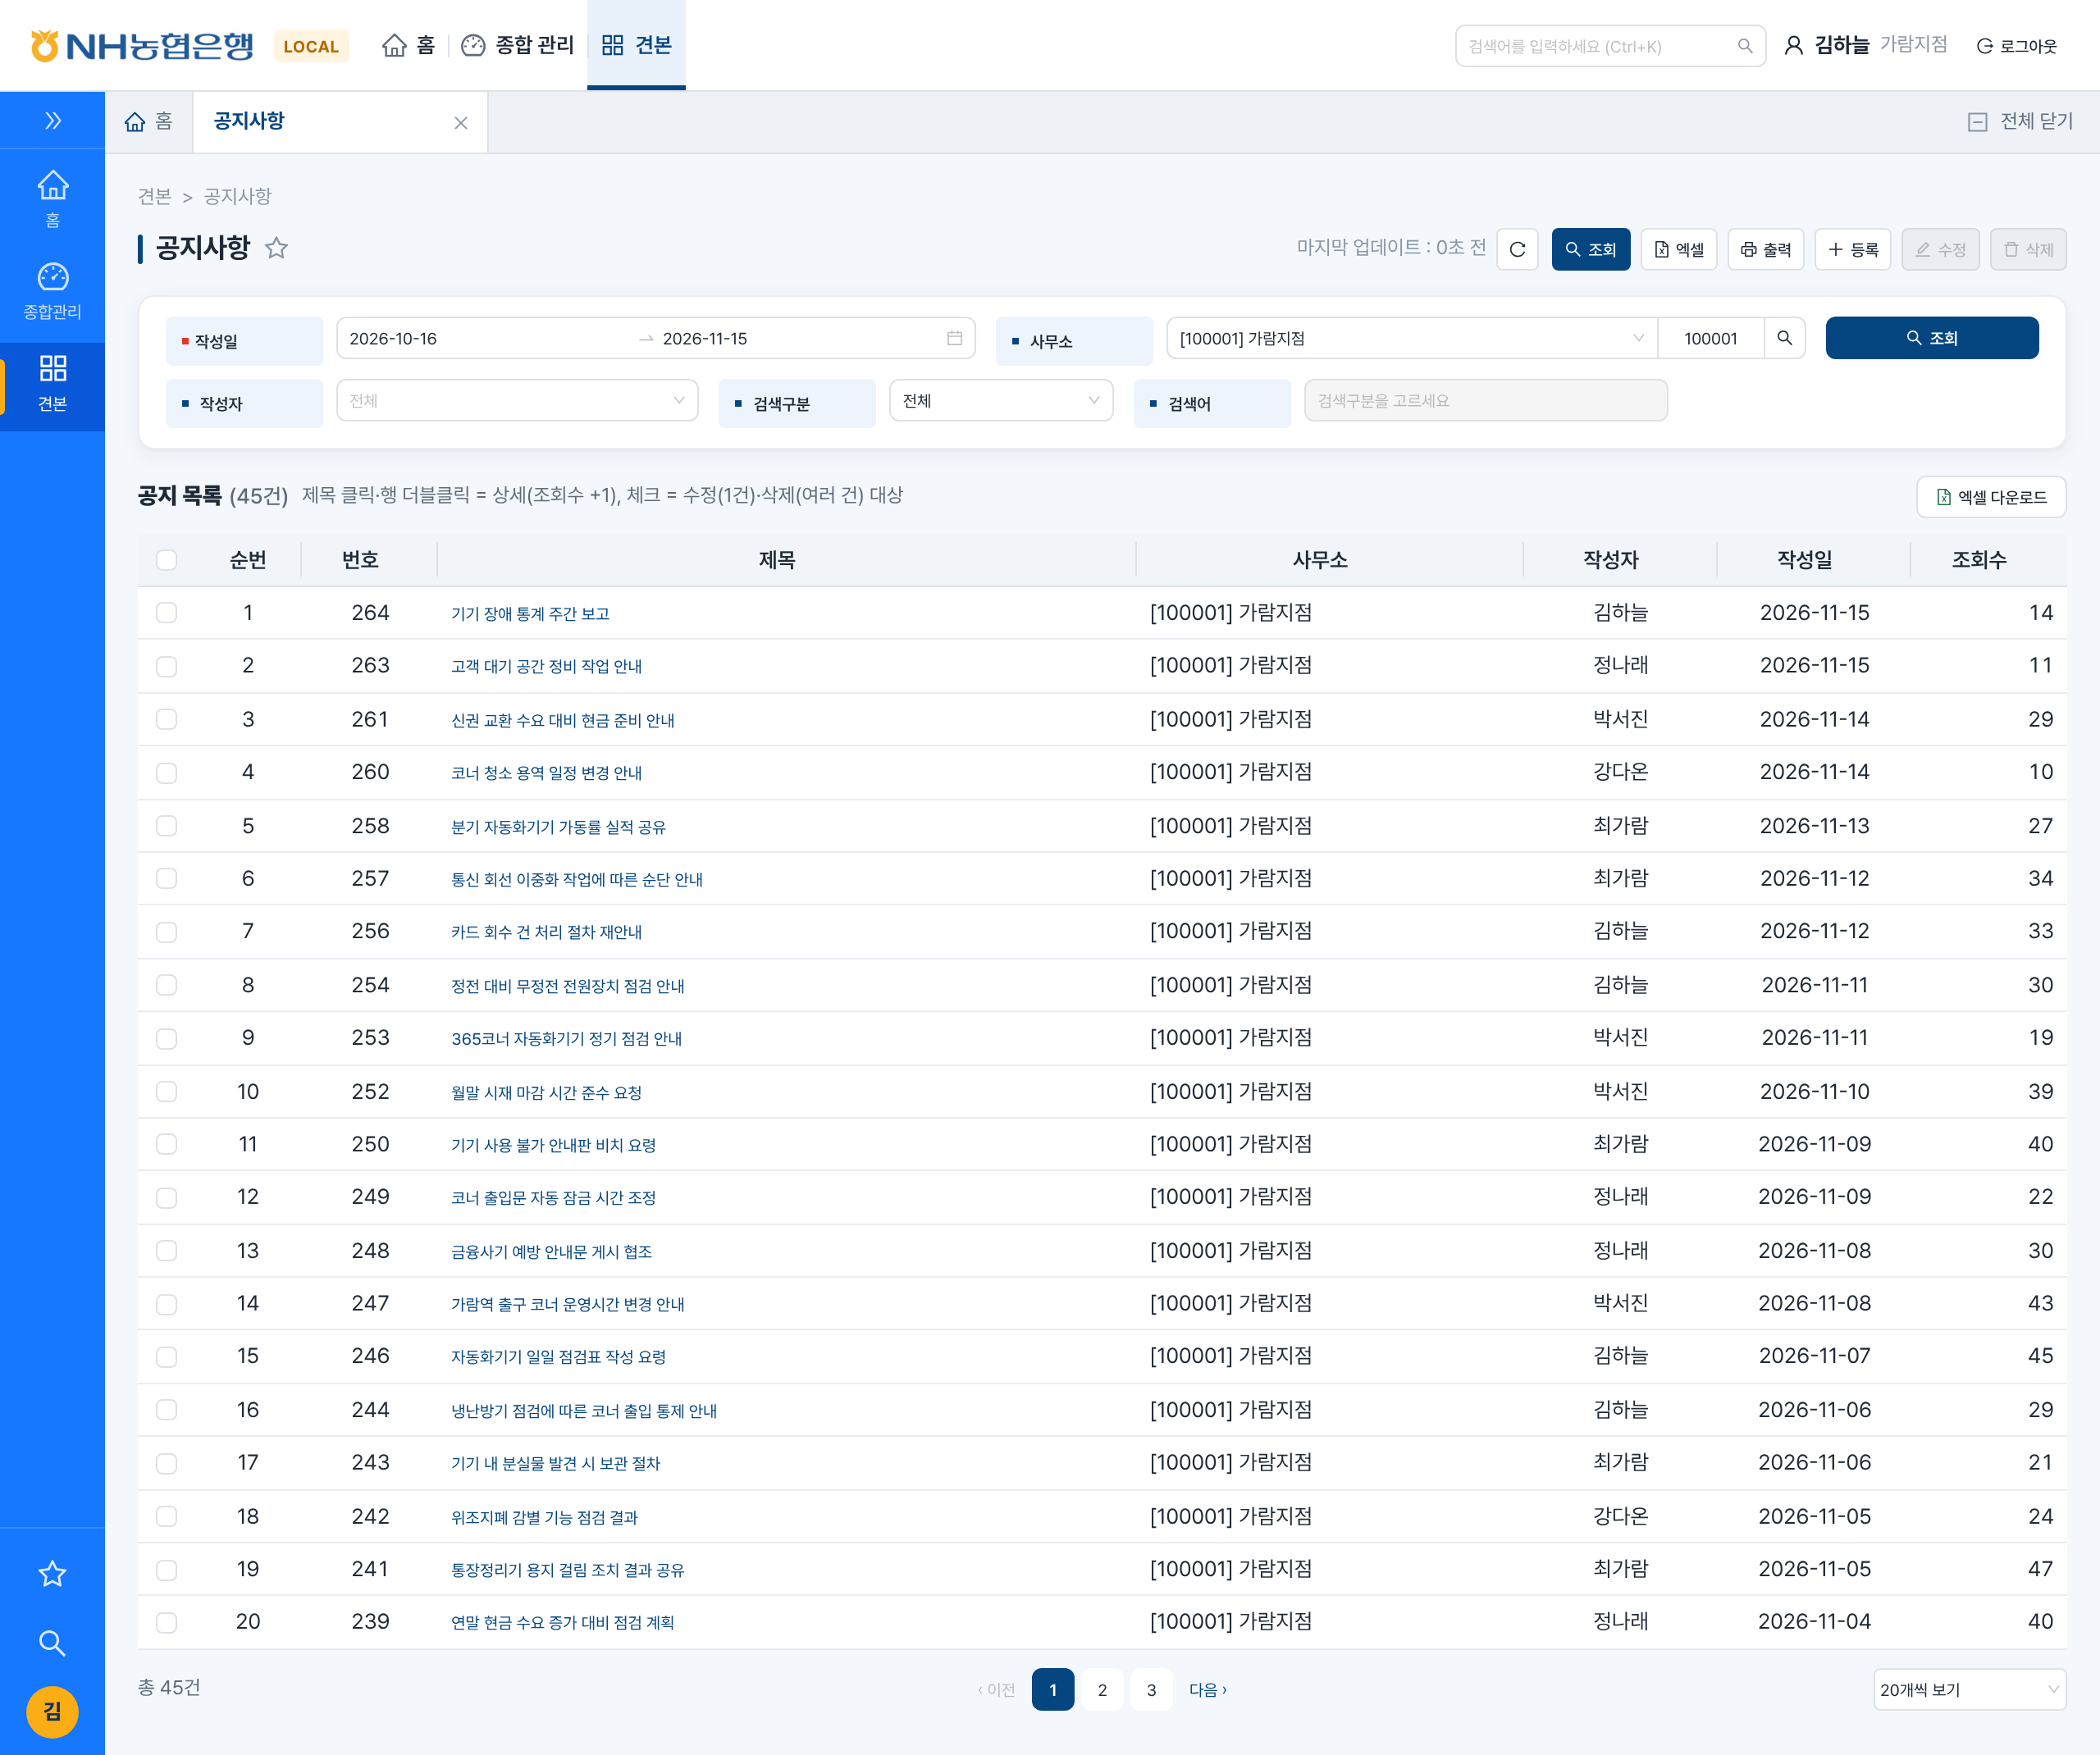 NH농협은행 LOCAL 홈 종합 관리 견본 검색어를 입력하세요 (Ctrl+K) 김하늘 가람지점 로그아웃
홈 공지사항 전체 닫기
홈
종합관리
견본
김
견본 > 공지사항
공지사항 마지막 업데이트 : 0초 전 조회 엑셀 출력 등록 수정 삭제
작성일 2026-10-16 → 2026-11-15 사무소 [100001] 가람지점 100001 조회
작성자 전체 검색구분 전체 검색어 검색구분을 고르세요
공지 목록 (45건) 제목 클릭·행 더블클릭 = 상세(조회수 +1), 체크 = 수정(1건)·삭제(여러 건) 대상 엑셀 다운로드
순번 번호 제목 사무소 작성자 작성일 조회수
1 264 기기 장애 통계 주간 보고 [100001] 가람지점 김하늘 2026-11-15 14
2 263 고객 대기 공간 정비 작업 안내 [100001] 가람지점 정나래 2026-11-15 11
3 261 신권 교환 수요 대비 현금 준비 안내 [100001] 가람지점 박서진 2026-11-14 29
4 260 코너 청소 용역 일정 변경 안내 [100001] 가람지점 강다온 2026-11-14 10
5 258 분기 자동화기기 가동률 실적 공유 [100001] 가람지점 최가람 2026-11-13 27
6 257 통신 회선 이중화 작업에 따른 순단 안내 [100001] 가람지점 최가람 2026-11-12 34
7 256 카드 회수 건 처리 절차 재안내 [100001] 가람지점 김하늘 2026-11-12 33
8 254 정전 대비 무정전 전원장치 점검 안내 [100001] 가람지점 김하늘 2026-11-11 30
9 253 365코너 자동화기기 정기 점검 안내 [100001] 가람지점 박서진 2026-11-11 19
10 252 월말 시재 마감 시간 준수 요청 [100001] 가람지점 박서진 2026-11-10 39
11 250 기기 사용 불가 안내판 비치 요령 [100001] 가람지점 최가람 2026-11-09 40
12 249 코너 출입문 자동 잠금 시간 조정 [100001] 가람지점 정나래 2026-11-09 22
13 248 금융사기 예방 안내문 게시 협조 [100001] 가람지점 정나래 2026-11-08 30
14 247 가람역 출구 코너 운영시간 변경 안내 [100001] 가람지점 박서진 2026-11-08 43
15 246 자동화기기 일일 점검표 작성 요령 [100001] 가람지점 김하늘 2026-11-07 45
16 244 냉난방기 점검에 따른 코너 출입 통제 안내 [100001] 가람지점 김하늘 2026-11-06 29
17 243 기기 내 분실물 발견 시 보관 절차 [100001] 가람지점 최가람 2026-11-06 21
18 242 위조지폐 감별 기능 점검 결과 [100001] 가람지점 강다온 2026-11-05 24
19 241 통장정리기 용지 걸림 조치 결과 공유 [100001] 가람지점 최가람 2026-11-05 47
20 239 연말 현금 수요 증가 대비 점검 계획 [100001] 가람지점 정나래 2026-11-04 40
총 45건 ‹ 이전 1 2 3 다음 › 20개씩 보기